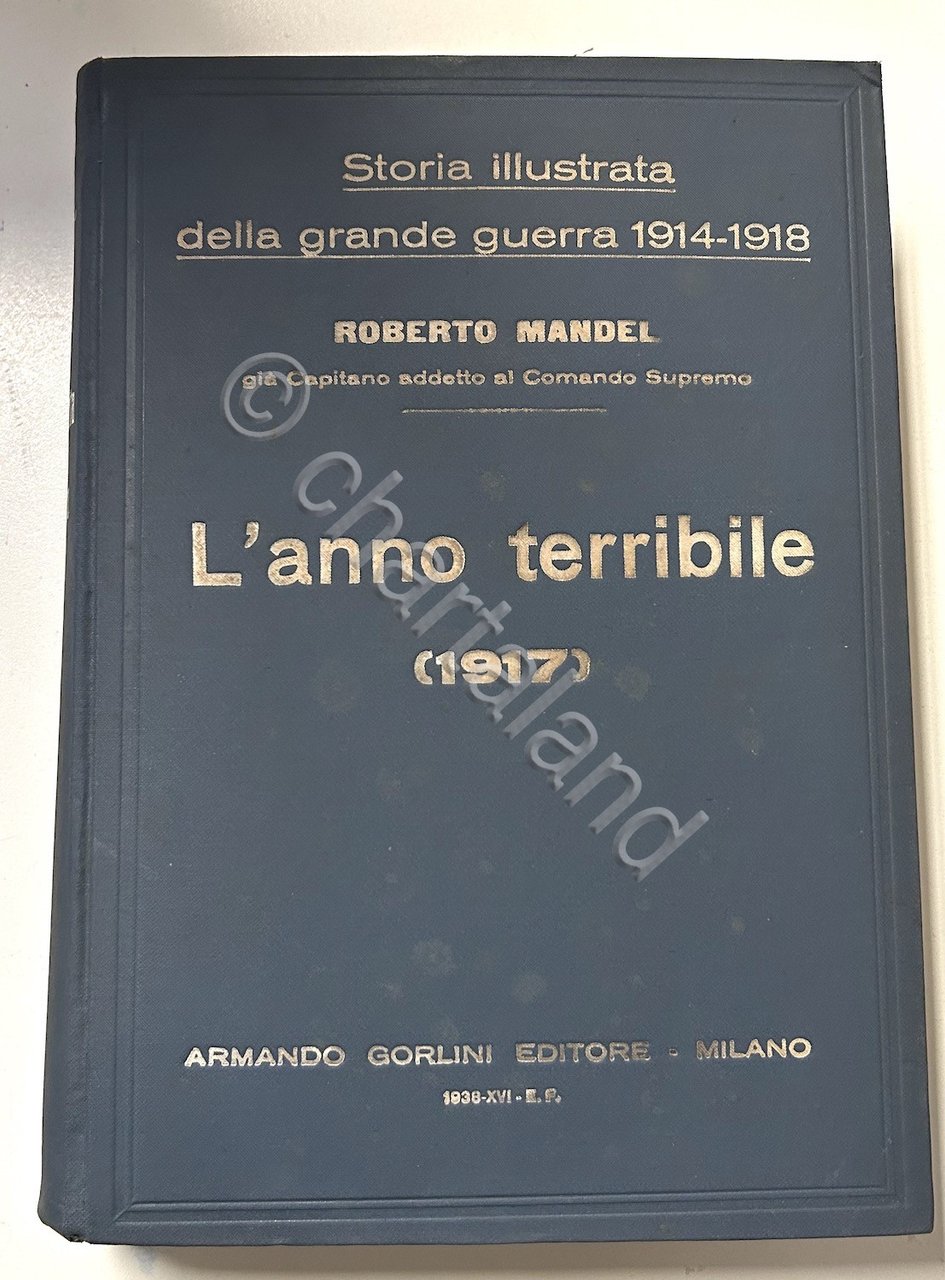 Storia illustrata
della grande guerra 1914-1918
ROBERTO MANDEL
già Capitano addetto al Comando Supremo
L'anno terribile
(1917)
ARMANDO GORLINI EDITORE - MILANO
1938-XVI - E. F.
© chartaland